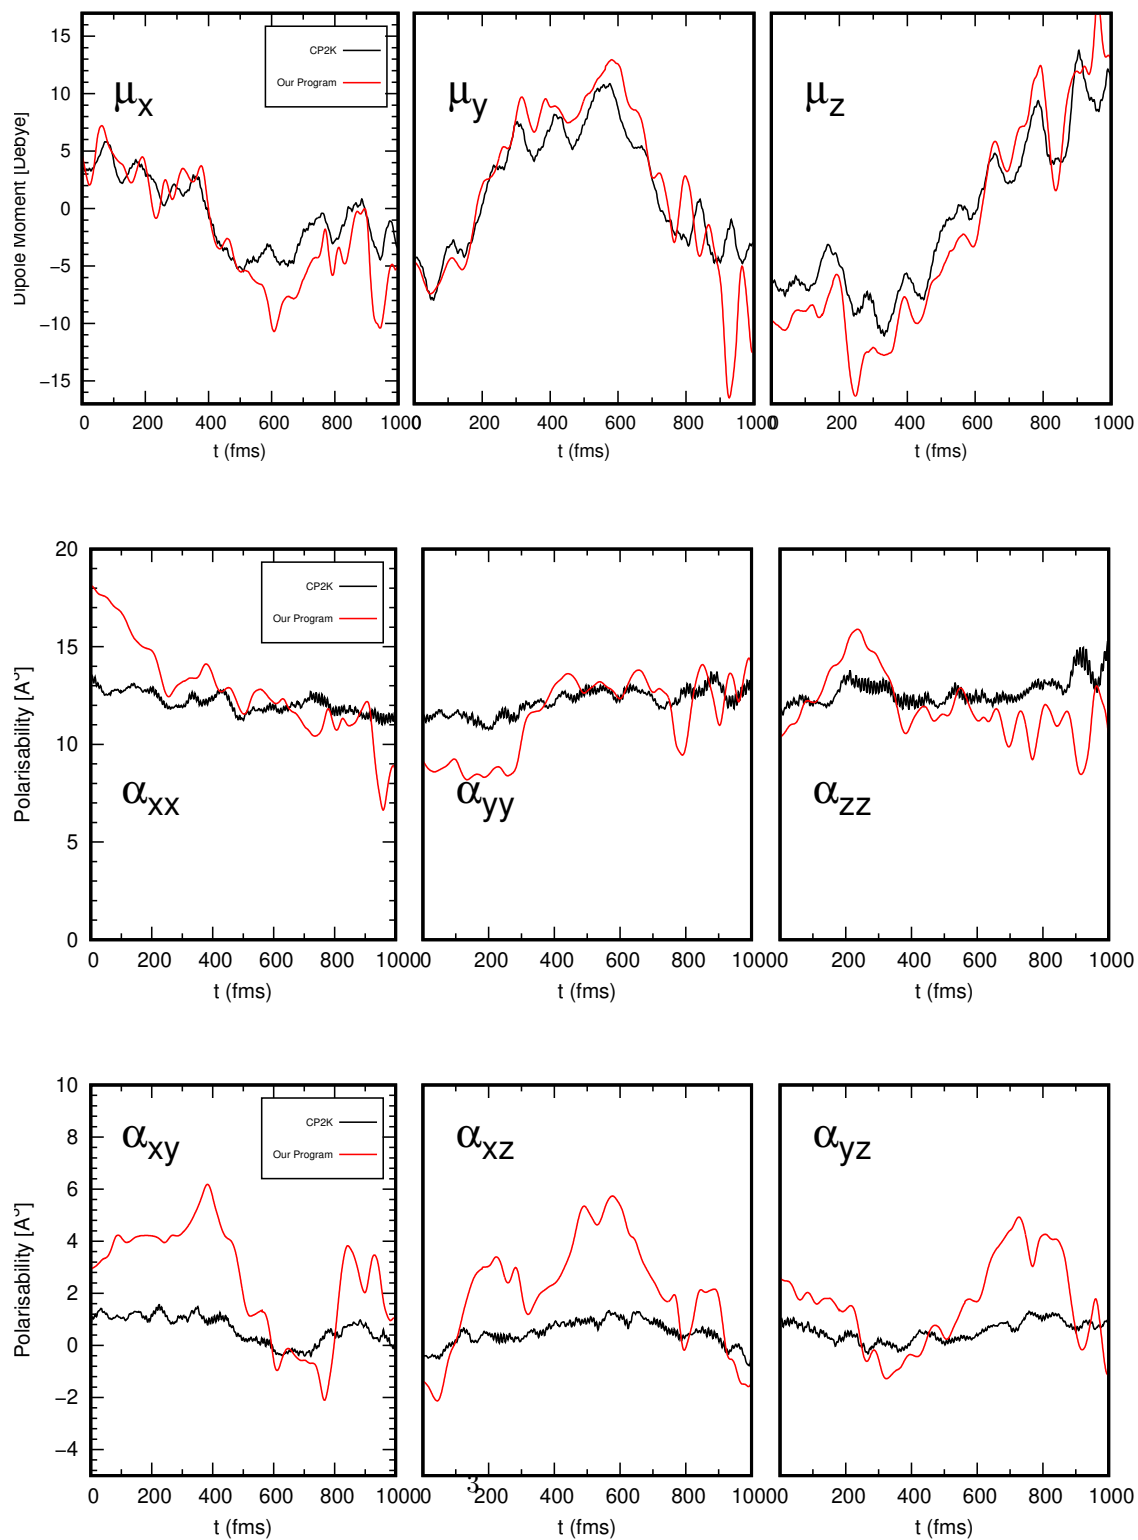 CP2K
Our Program
μx
μy
μz
Dipole Moment [Debye]
15
10
5
0
−5
−10
−15
0 200 400 600 800 1000
0 200 400 600 800 1000
0 200 400 600 800 1000
t (fms)
t (fms)
t (fms)
CP2K
Our Program
αxx
αyy
αzz
Polarisability [A³]
20
15
10
5
0
0 200 400 600 800 1000
0 200 400 600 800 1000
0 200 400 600 800 1000
t (fms)
t (fms)
t (fms)
CP2K
Our Program
αxy
αxz
αyz
Polarisability [A³]
10
8
6
4
2
0
−2
−4
0 200 400 600 800 1000
0 200 400 600 800 1000
0 200 400 600 800 1000
3
t (fms)
t (fms)
t (fms)